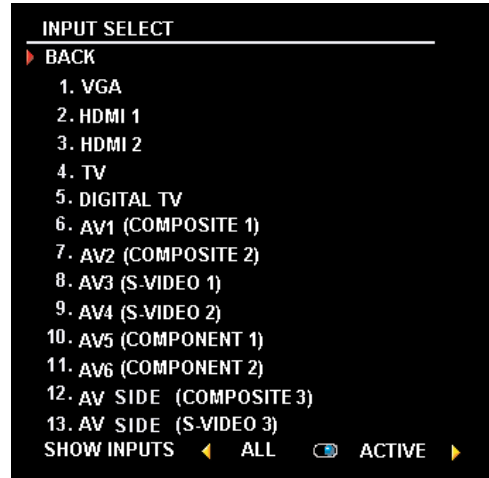 INPUT SELECT
BACK
1. VGA
2. HDMI 1
3. HDMI 2
4. TV
5. DIGITAL TV
6. AV1 (COMPOSITE 1)
7. AV2 (COMPOSITE 2)
8. AV3 (S-VIDEO 1)
9. AV4 (S-VIDEO 2)
10. AV5 (COMPONENT 1)
11. AV6 (COMPONENT 2)
12. AV SIDE (COMPOSITE 3)
13. AV SIDE (S-VIDEO 3)
SHOW INPUTS ALL ACTIVE